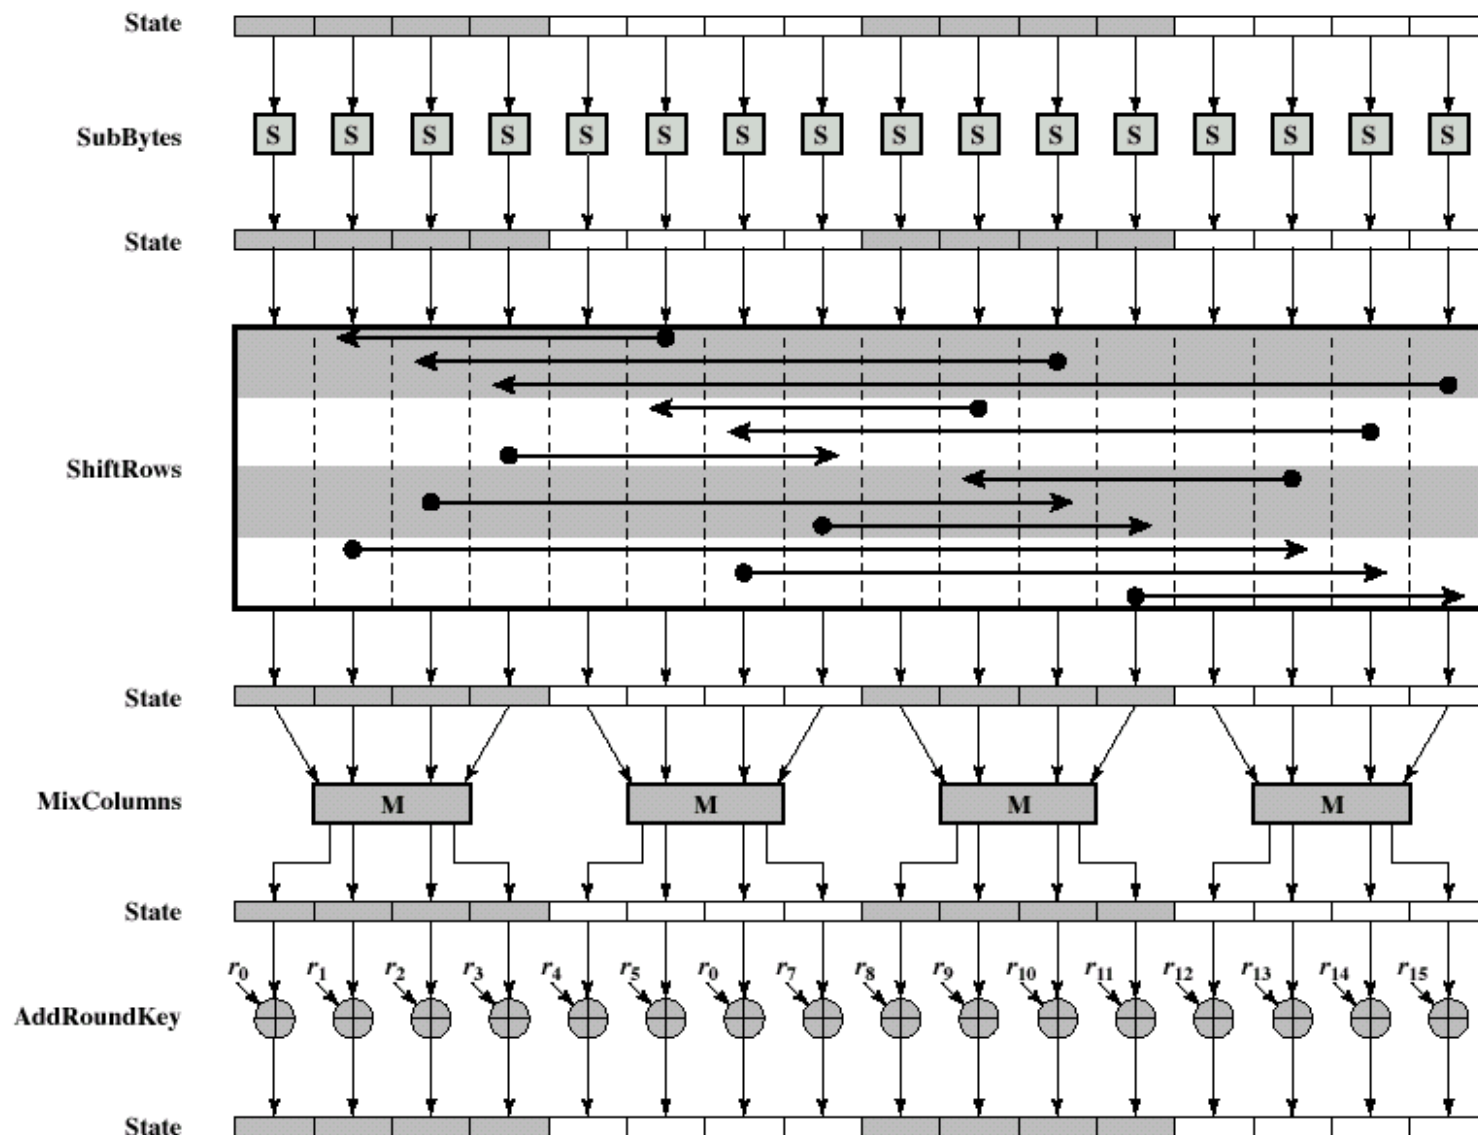 State
SubBytes S S S S S S S S S S S S S S S S
State
ShiftRows
State
MixColumns M M M M
State
r0 r1 r2 r3 r4 r5 r0 r7 r8 r9 r10 r11 r12 r13 r14 r15
AddRoundKey
State